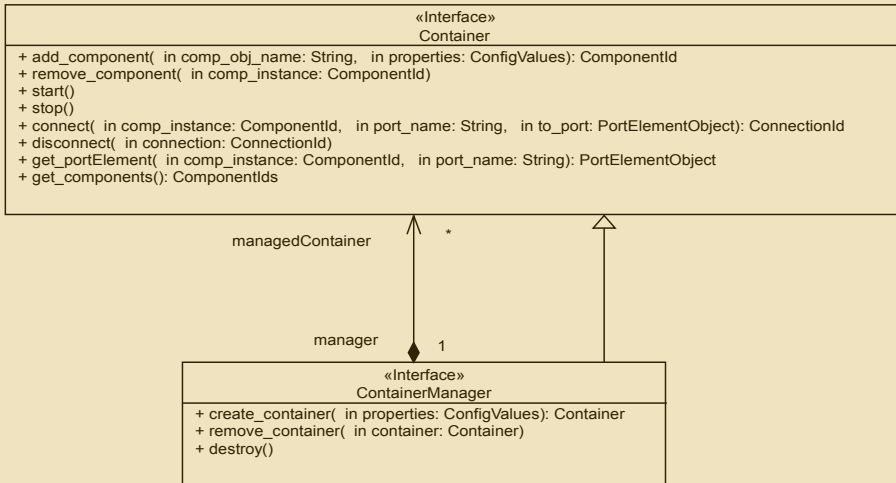 «Interface»
Container
+ add_component( in comp_obj_name: String, in properties: ConfigValues): ComponentId
+ remove_component( in comp_instance: ComponentId)
+ start()
+ stop()
+ connect( in comp_instance: ComponentId, in port_name: String, in to_port: PortElementObject): ConnectionId
+ disconnect( in connection: ConnectionId)
+ get_portElement( in comp_instance: ComponentId, in port_name: String): PortElementObject
+ get_components(): ComponentIds
managedContainer *
manager 1
«Interface»
ContainerManager
+ create_container( in properties: ConfigValues): Container
+ remove_container( in container: Container)
+ destroy()